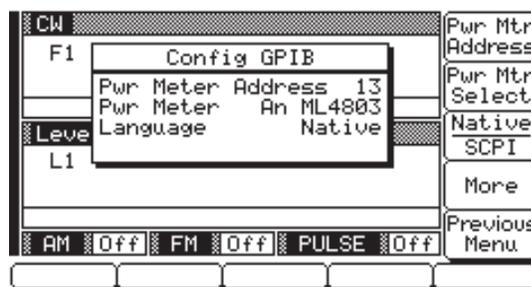 CW
F1
Config GPIB
Pwr Meter Address 13
Pwr Meter An ML4803
Language Native
Leve
L1
AM Off FM Off PULSE Off
Pwr Mtr
Address
Pwr Mtr
Select
Native
SCPI
More
Previous
Menu